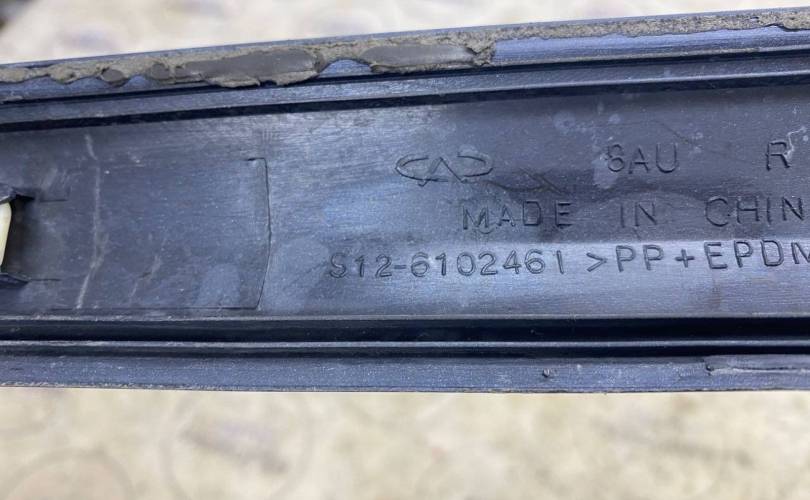 8AU R
MADE IN CHIN
S12-6102461 >PP+EPDM